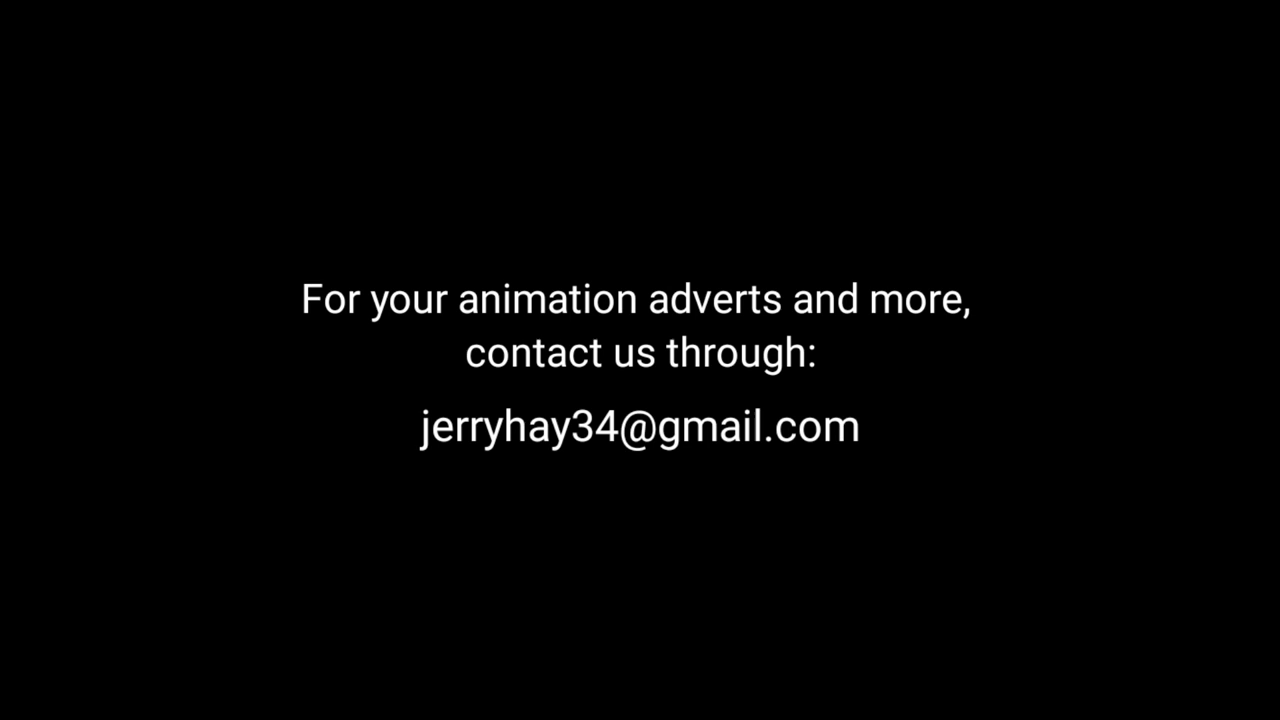 For your animation adverts and more,
contact us through:
jerryhay34@gmail.com